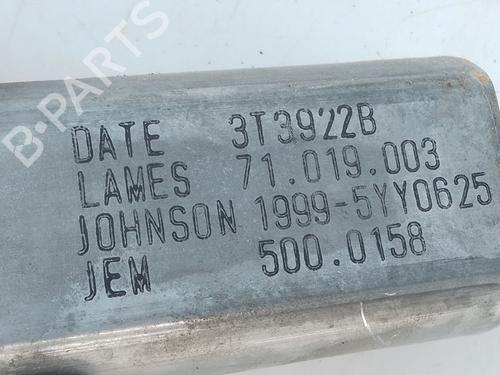 B-PARTS
DATE 3T3922B
LAMES 71.019.003
JOHNSON 1999-5YY0625
JEM 500.0158